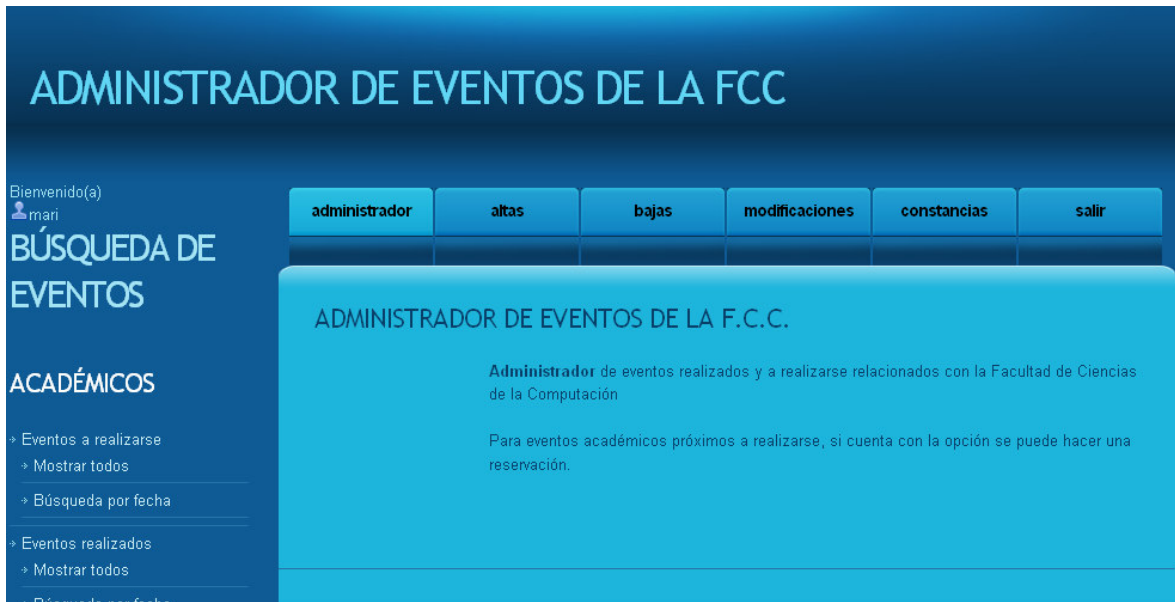 ADMINISTRADOR DE EVENTOS DE LA FCC
Bienvenido(a)
mari
BÚSQUEDA DE
EVENTOS
ACADÉMICOS
Eventos a realizarse
Mostrar todos
Búsqueda por fecha
Eventos realizados
Mostrar todos
administrador
altas
bajas
modificaciones
constancias
salir
ADMINISTRADOR DE EVENTOS DE LA F.C.C.
Administrador de eventos realizados y a realizarse relacionados con la Facultad de Ciencias
de la Computación
Para eventos académicos próximos a realizarse, si cuenta con la opción se puede hacer una
reservación.